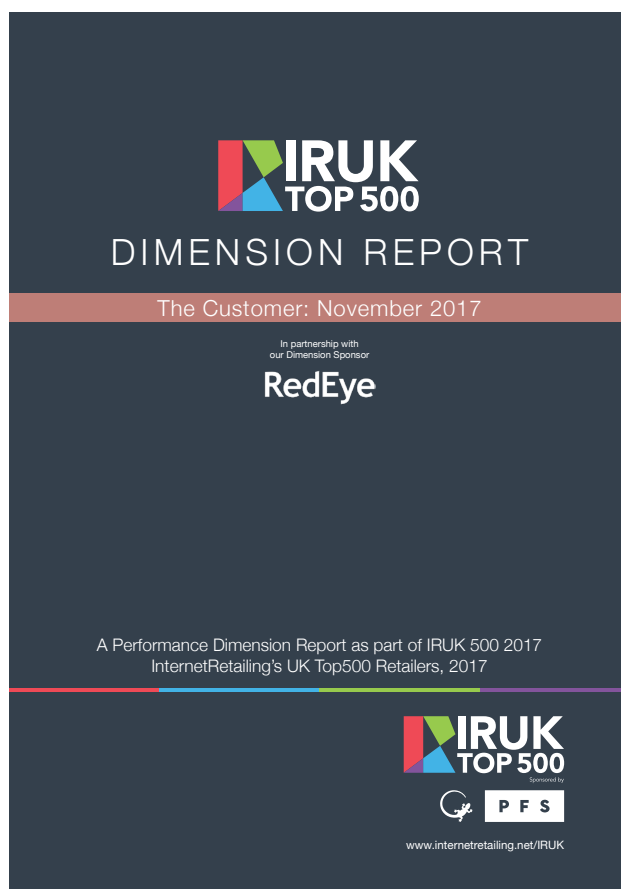 IRUK
TOP 500
DIMENSION REPORT
The Customer: November 2017
In partnership with
our Dimension Sponsor
RedEye
A Performance Dimension Report as part of IRUK 500 2017
InternetRetailing’s UK Top500 Retailers, 2017
IRUK
TOP 500
Sponsored by
PFS
www.internetretailing.net/IRUK